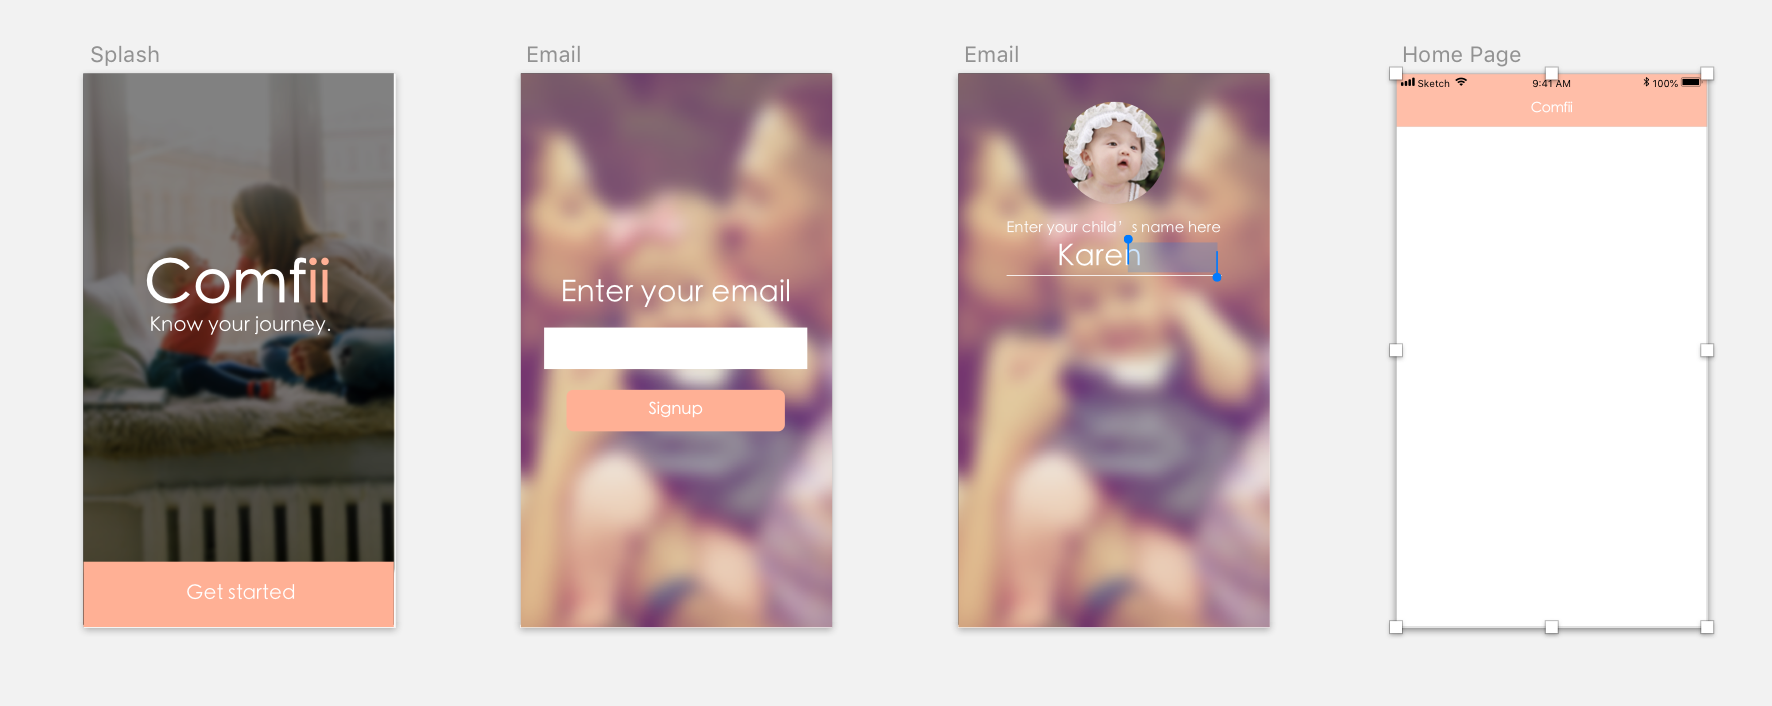 Splash
Comfii
Know your journey.
Get started
Email
Enter your email
Signup
Email
Enter your child’s name here
Karen
Home Page
Sketch 9:41 AM 100%
Comfii